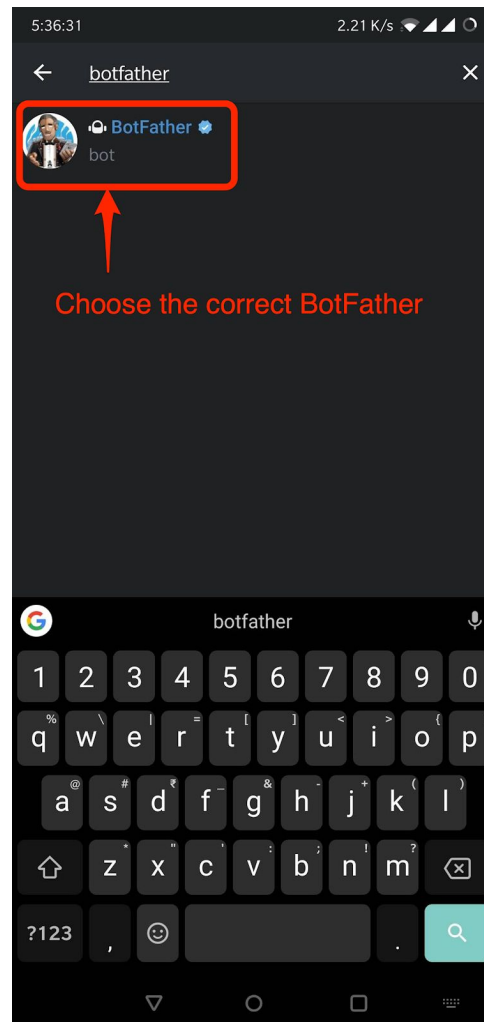 5:36:31 2.21 K/s
botfather
BotFather
bot
Choose the correct BotFather
G botfather
1 2 3 4 5 6 7 8 9 0
% \ | = [ ] < > {
q w e r t y u i o p
@ # ₹ _ & - + ( )
a s d f g h j k l
* " ' : ; ! ?
z x c v b n m
?123 , .